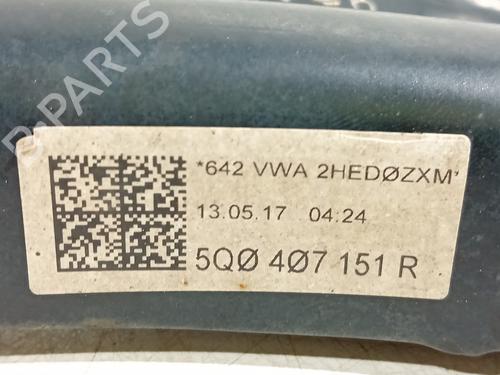 B-PARTS
*642 VWA 2HEDØZXM*
13.05.17 04:24
5QØ 4Ø7 151 R